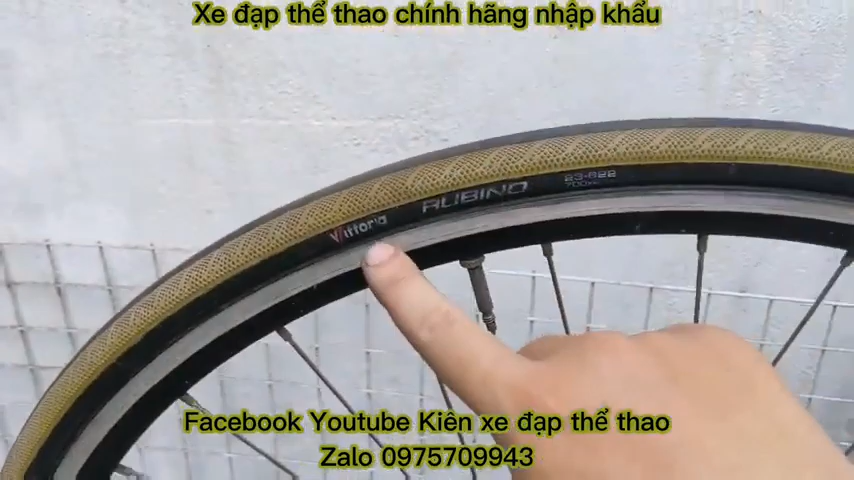 Xe đạp thể thao chính hãng nhập khẩu
Vittoria RUBINO 23-622
Facebook Youtube Kiên xe đạp thể thao
Zalo 0975709943